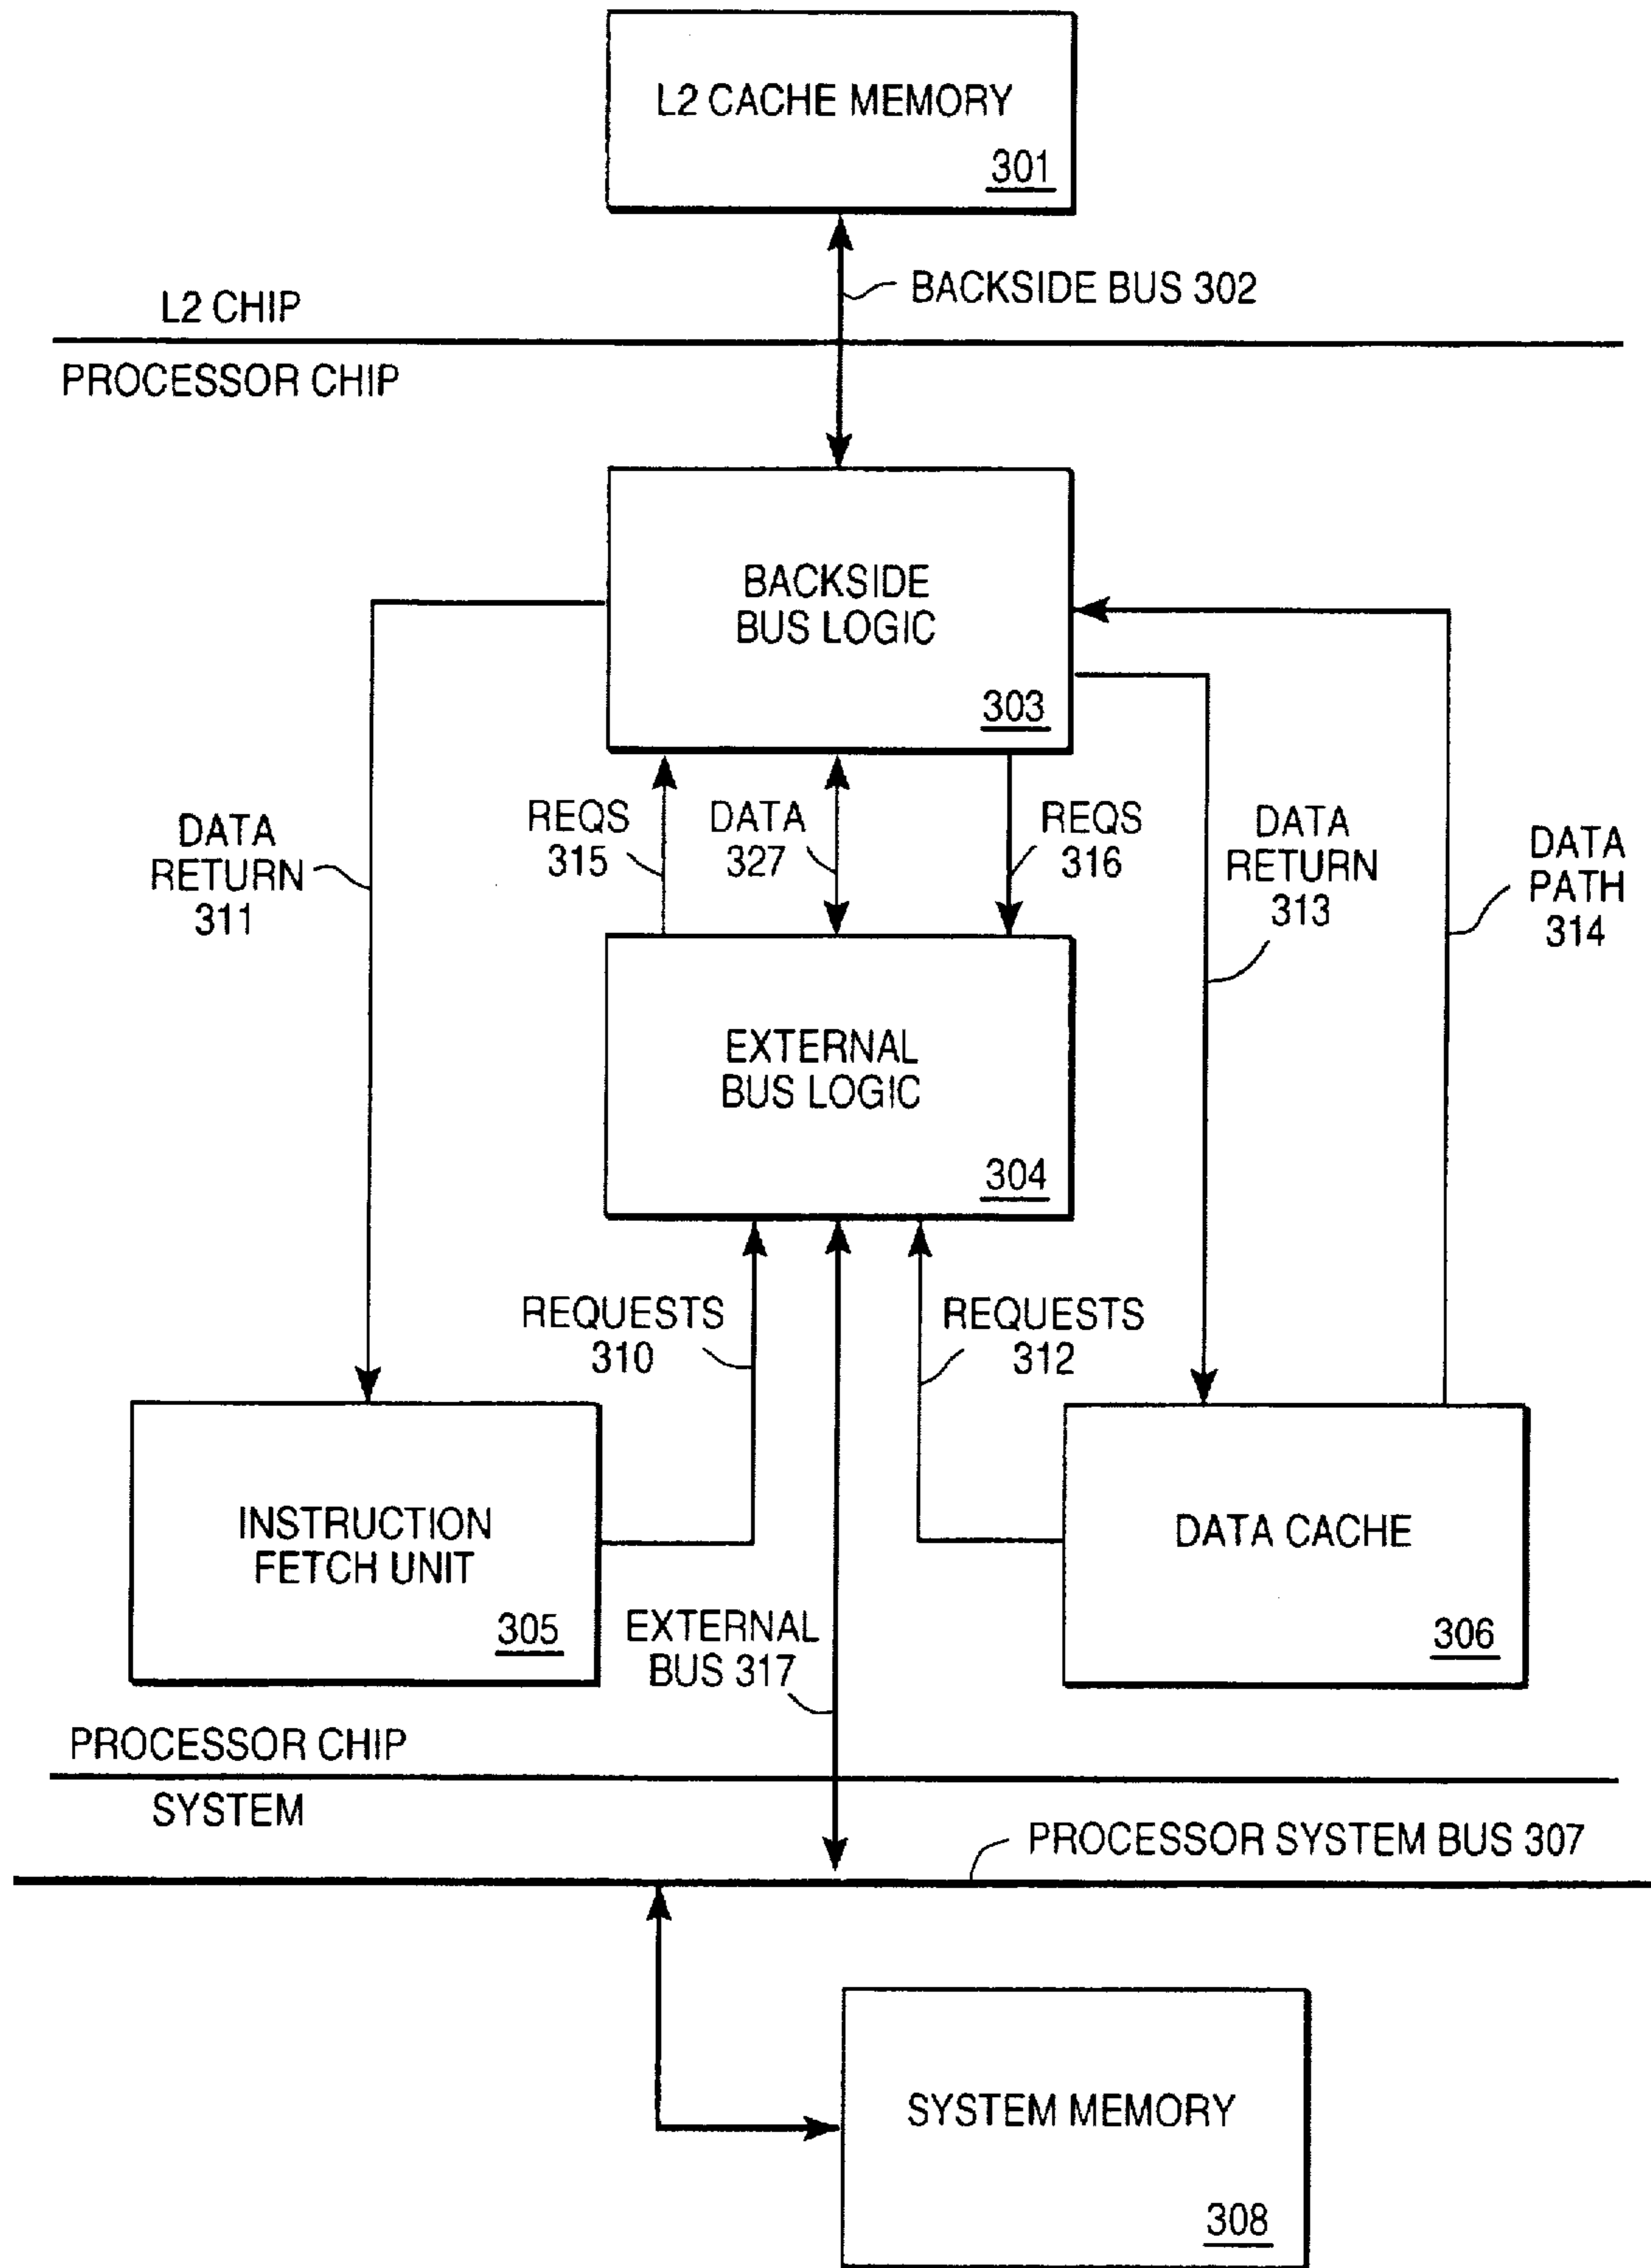 L2 CACHE MEMORY
301
BACKSIDE BUS 302
L2 CHIP
PROCESSOR CHIP
BACKSIDE
BUS LOGIC
303
DATA
RETURN
311
REQS
315
DATA
327
REQS
316
DATA
RETURN
313
DATA
PATH
314
EXTERNAL
BUS LOGIC
304
REQUESTS
310
REQUESTS
312
INSTRUCTION
FETCH UNIT
305
EXTERNAL
BUS 317
DATA CACHE
306
PROCESSOR CHIP
SYSTEM
PROCESSOR SYSTEM BUS 307
SYSTEM MEMORY
308